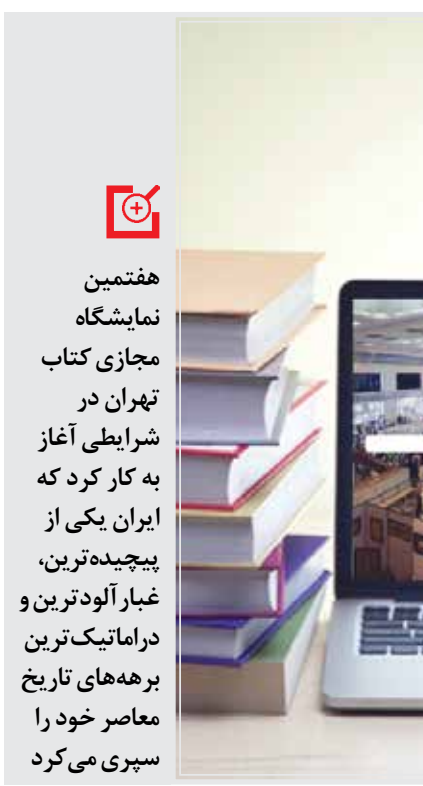 هفتمین
نمایشگاه
مجازی کتاب
تهران در
شرایطی آغاز
به کار کرد که
ایران یکی از
پیچیده‌ترین،
غبارآلودترین و
دراماتیک‌ترین
برهه‌های تاریخ
معاصر خود را
سپری می‌کرد